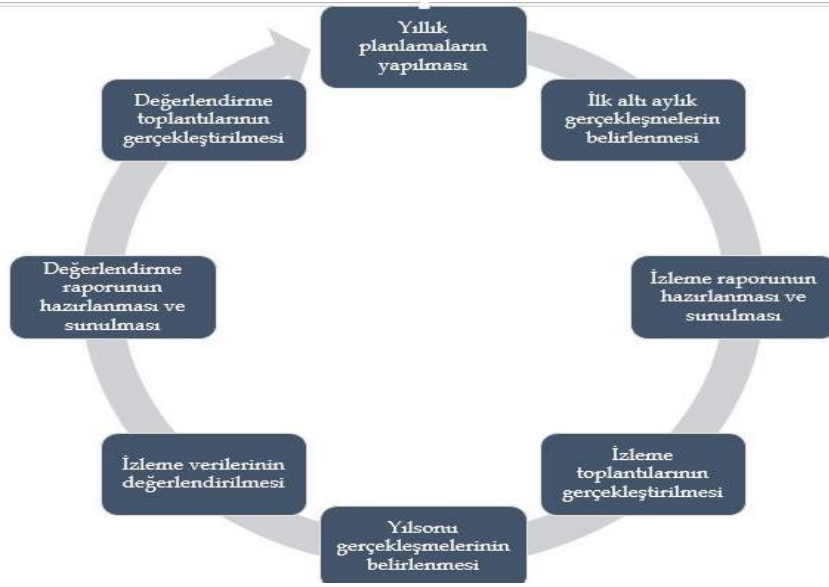 Yıllık
planlamaların
yapılması
İlk altı aylık
gerçekleşmelerin
belirlenmesi
İzleme raporunun
hazırlanması ve
sunulması
İzleme
toplantılarının
gerçekleştirilmesi
Yılsonu
gerçekleşmelerinin
belirlenmesi
İzleme verilerinin
değerlendirilmesi
Değerlendirme
raporunun
hazırlanması ve
sunulması
Değerlendirme
toplantılarının
gerçekleştirilmesi